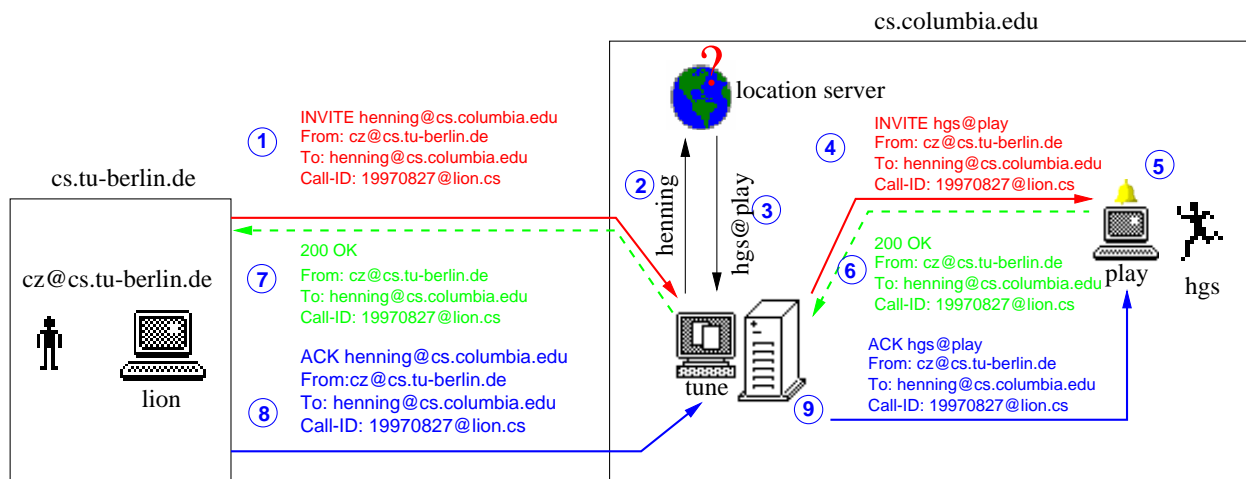 cs.columbia.edu
location server
1
INVITE henning@cs.columbia.edu
From: cz@cs.tu-berlin.de
To: henning@cs.columbia.edu
Call-ID: 19970827@lion.cs
4
INVITE hgs@play
From: cz@cs.tu-berlin.de
To: henning@cs.columbia.edu
Call-ID: 19970827@lion.cs
5
cs.tu-berlin.de
2
henning
3
hgs@play
cz@cs.tu-berlin.de
lion
7
200 OK
From: cz@cs.tu-berlin.de
To: henning@cs.columbia.edu
Call-ID: 19970827@lion.cs
6
200 OK
From: cz@cs.tu-berlin.de
To: henning@cs.columbia.edu
Call-ID: 19970827@lion.cs
play
hgs
?
tune
8
ACK henning@cs.columbia.edu
From:cz@cs.tu-berlin.de
To: henning@cs.columbia.edu
Call-ID: 19970827@lion.cs
9
ACK hgs@play
From: cz@cs.tu-berlin.de
To: henning@cs.columbia.edu
Call-ID: 19970827@lion.cs